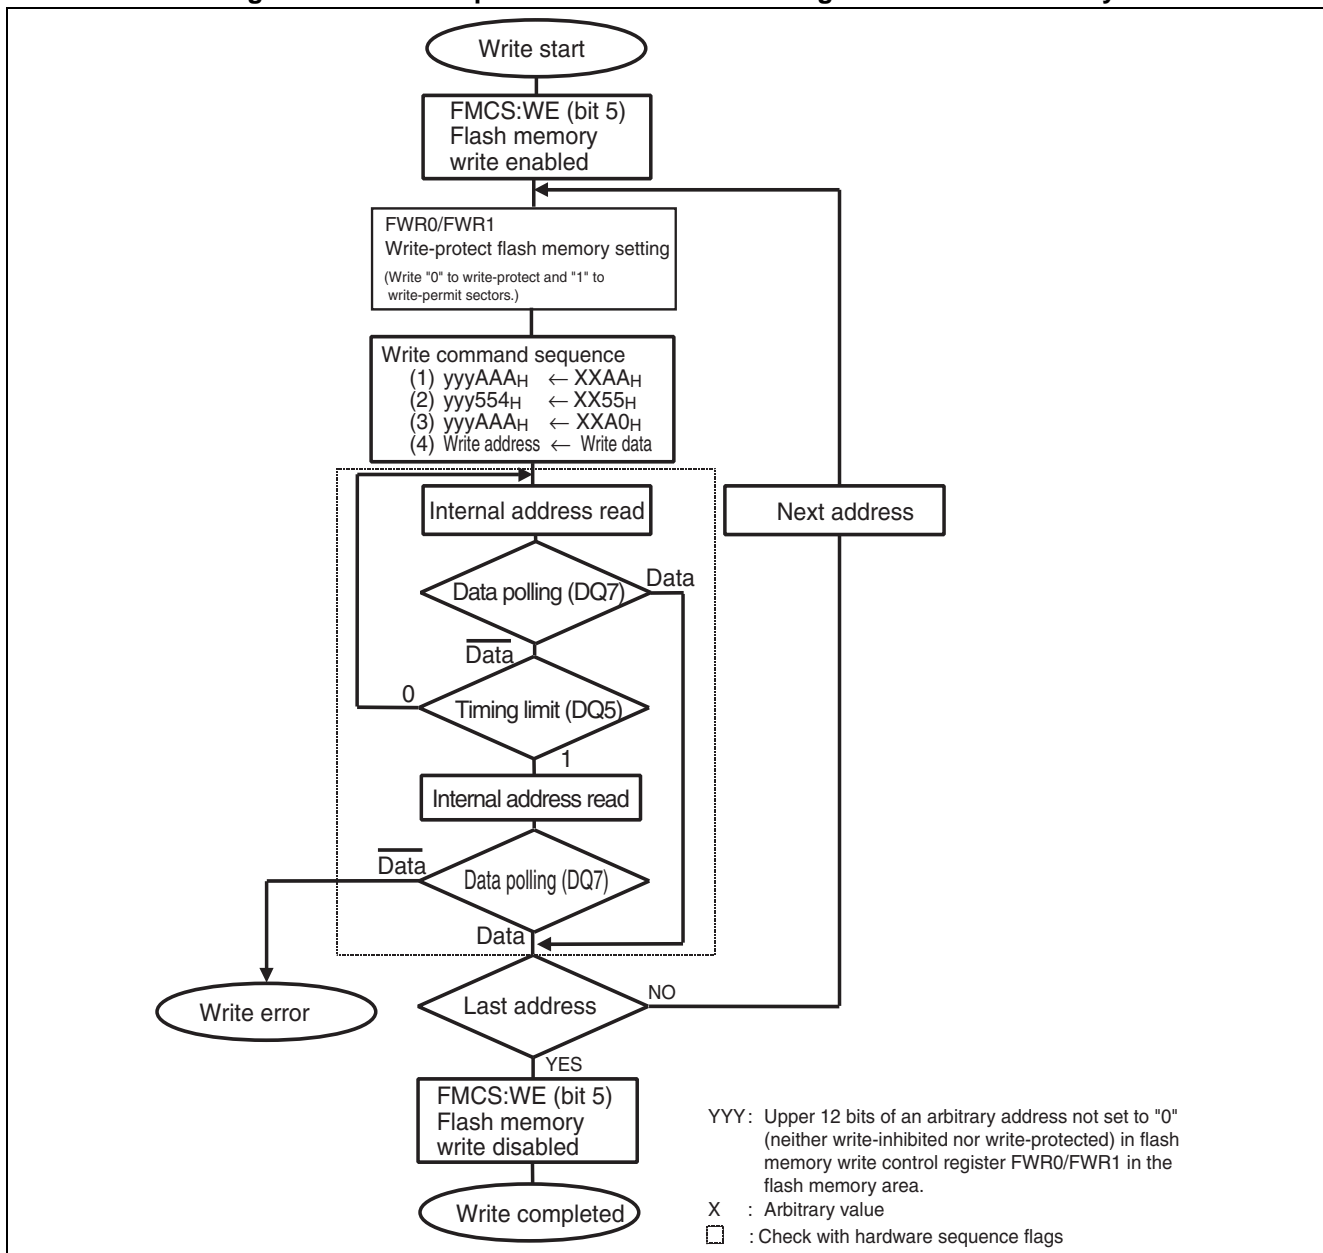 Write start
FMCS:WE (bit 5)
Flash memory
write enabled
FWR0/FWR1
Write-protect flash memory setting
(Write "0" to write-protect and "1" to
write-permit sectors.)
Write command sequence
(1) yyyAAAH ← XXAAH
(2) yyy554H ← XX55H
(3) yyyAAAH ← XXA0H
(4) Write address ← Write data
Internal address read
Next address
Data polling (DQ7)
Data
Data
0
Timing limit (DQ5)
1
Internal address read
Data
Data polling (DQ7)
Data
Write error
Last address
NO
YES
FMCS:WE (bit 5)
Flash memory
write disabled
Write completed
YYY : Upper 12 bits of an arbitrary address not set to "0"
(neither write-inhibited nor write-protected) in flash
memory write control register FWR0/FWR1 in the
flash memory area.
X : Arbitrary value
: Check with hardware sequence flags